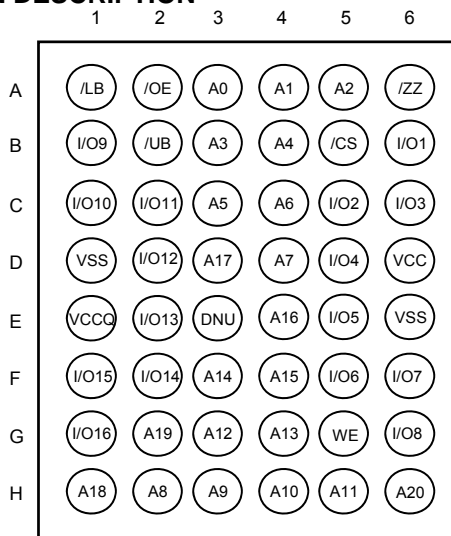 DESCRIPTION
1 2 3 4 5 6
A /LB /OE A0 A1 A2 /ZZ
B I/O9 /UB A3 A4 /CS I/O1
C I/O10 I/O11 A5 A6 I/O2 I/O3
D VSS I/O12 A17 A7 I/O4 VCC
E VCCQ I/O13 DNU A16 I/O5 VSS
F I/O15 I/O14 A14 A15 I/O6 I/O7
G I/O16 A19 A12 A13 WE I/O8
H A18 A8 A9 A10 A11 A20